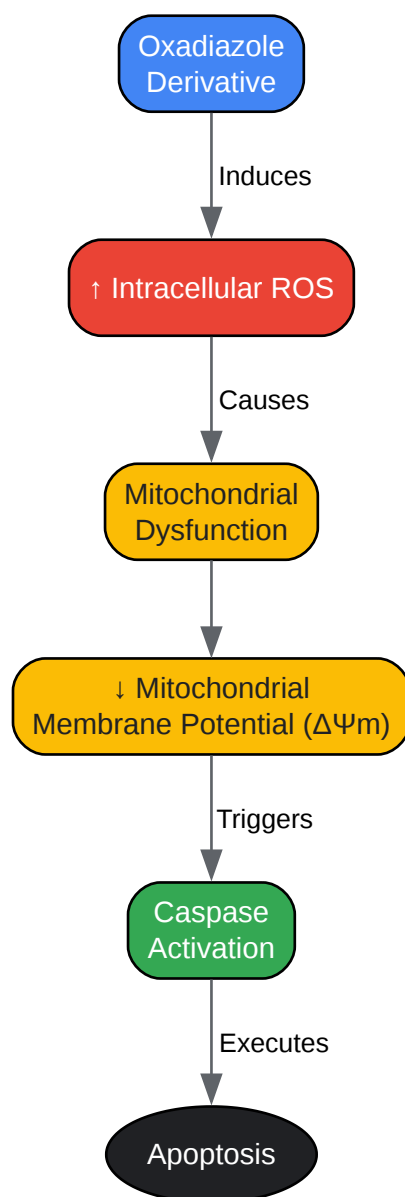 Oxadiazole
Derivative
Induces
↑ Intracellular ROS
Causes
Mitochondrial
Dysfunction
↓ Mitochondrial
Membrane Potential (ΔΨm)
Triggers
Caspase
Activation
Executes
Apoptosis